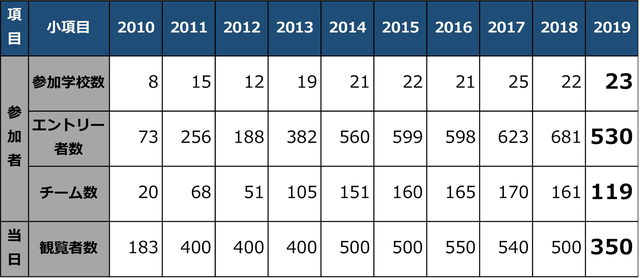 項目 小項目 2010 2011 2012 2013 2014 2015 2016 2017 2018 2019
参加者 参加学校数 8 15 12 19 21 22 21 25 22 23
エントリー者数 73 256 188 382 560 599 598 623 681 530
チーム数 20 68 51 105 151 160 165 170 161 119
当日 観覧者数 183 400 400 400 500 500 550 540 500 350